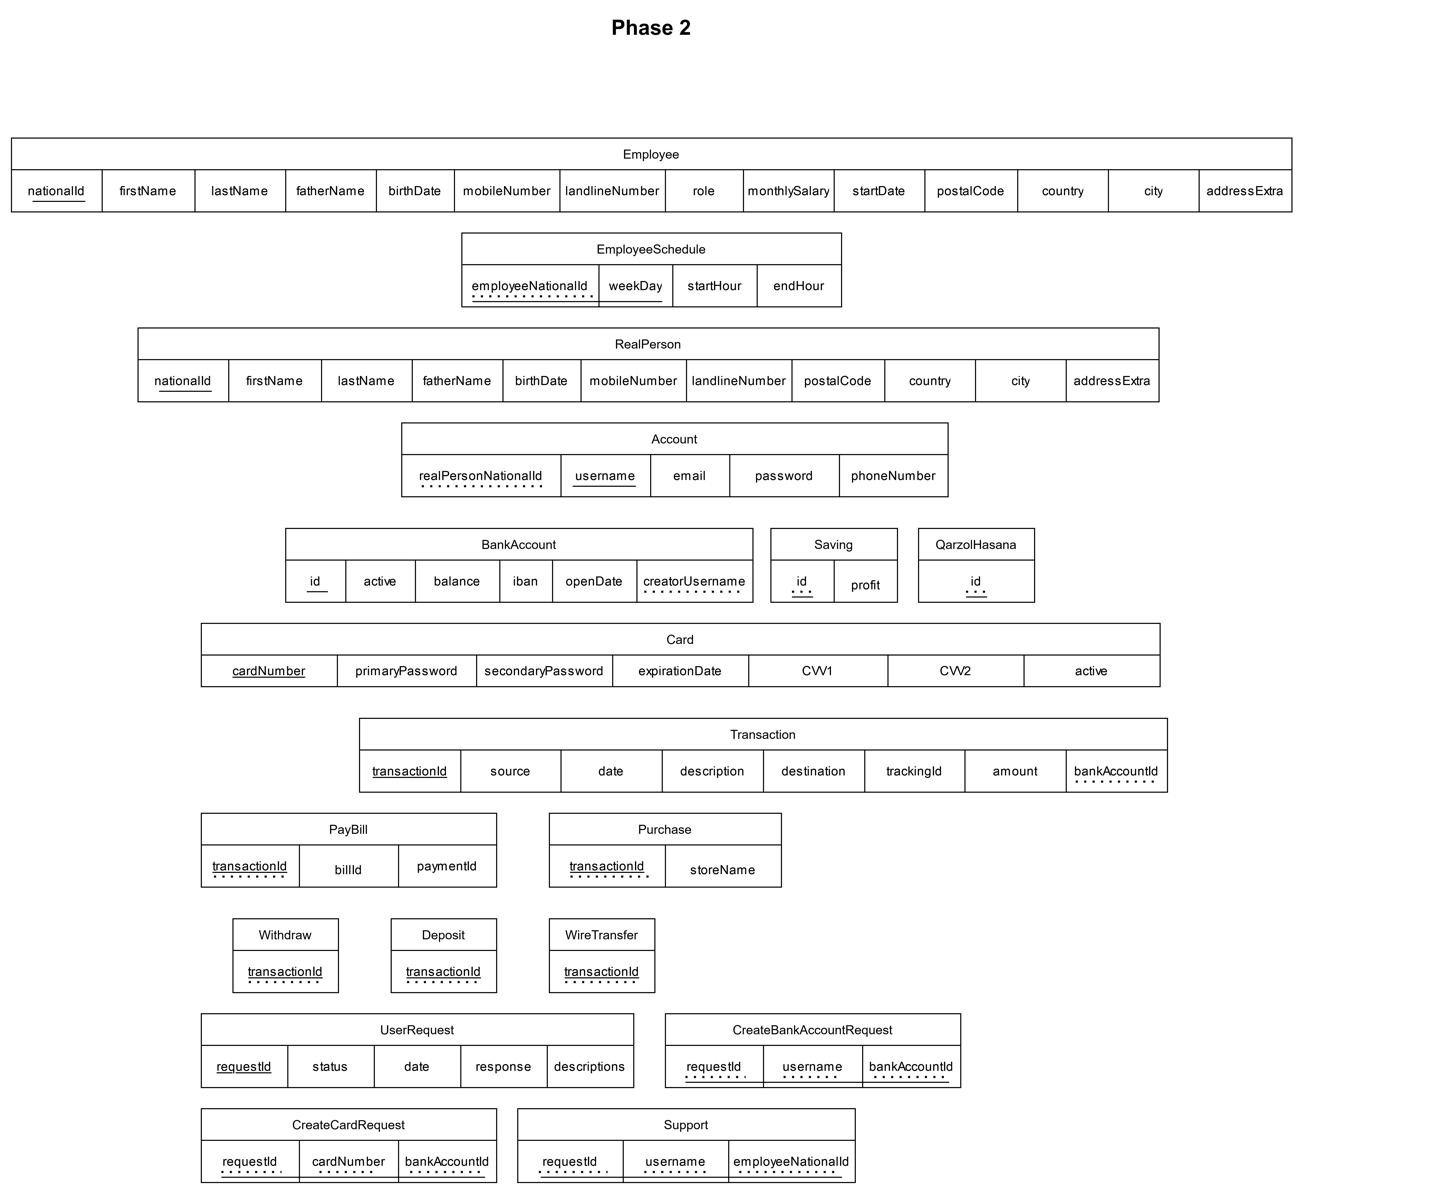 Phase 2
Employee
nationalId firstName lastName fatherName birthDate mobileNumber landlineNumber role monthlySalary startDate postalCode country city addressExtra
EmployeeSchedule
employeeNationalId weekDay startHour endHour
RealPerson
nationalId firstName lastName fatherName birthDate mobileNumber landlineNumber postalCode country city addressExtra
Account
realPersonNationalId username email password phoneNumber
BankAccount Saving QarzolHasana
id active balance iban openDate creatorUsername id profit id
Card
cardNumber primaryPassword secondaryPassword expirationDate CVV1 CVV2 active
Transaction
transactionId source date description destination trackingId amount bankAccountId
PayBill Purchase
transactionId billId paymentId transactionId storeName
Withdraw Deposit WireTransfer
transactionId transactionId transactionId
UserRequest CreateBankAccountRequest
requestId status date response descriptions requestId username bankAccountId
CreateCardRequest Support
requestId cardNumber bankAccountId requestId username employeeNationalId